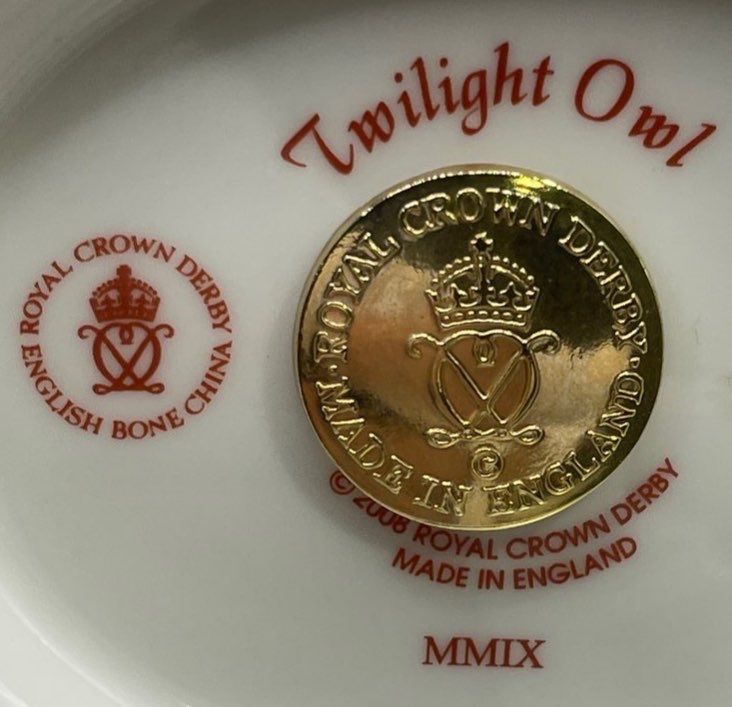 Twilight Owl
ROYAL CROWN DERBY
ENGLISH BONE CHINA
· ROYAL CROWN DERBY ·
MADE IN ENGLAND
©
© 2008 ROYAL CROWN DERBY
MADE IN ENGLAND
MMIX